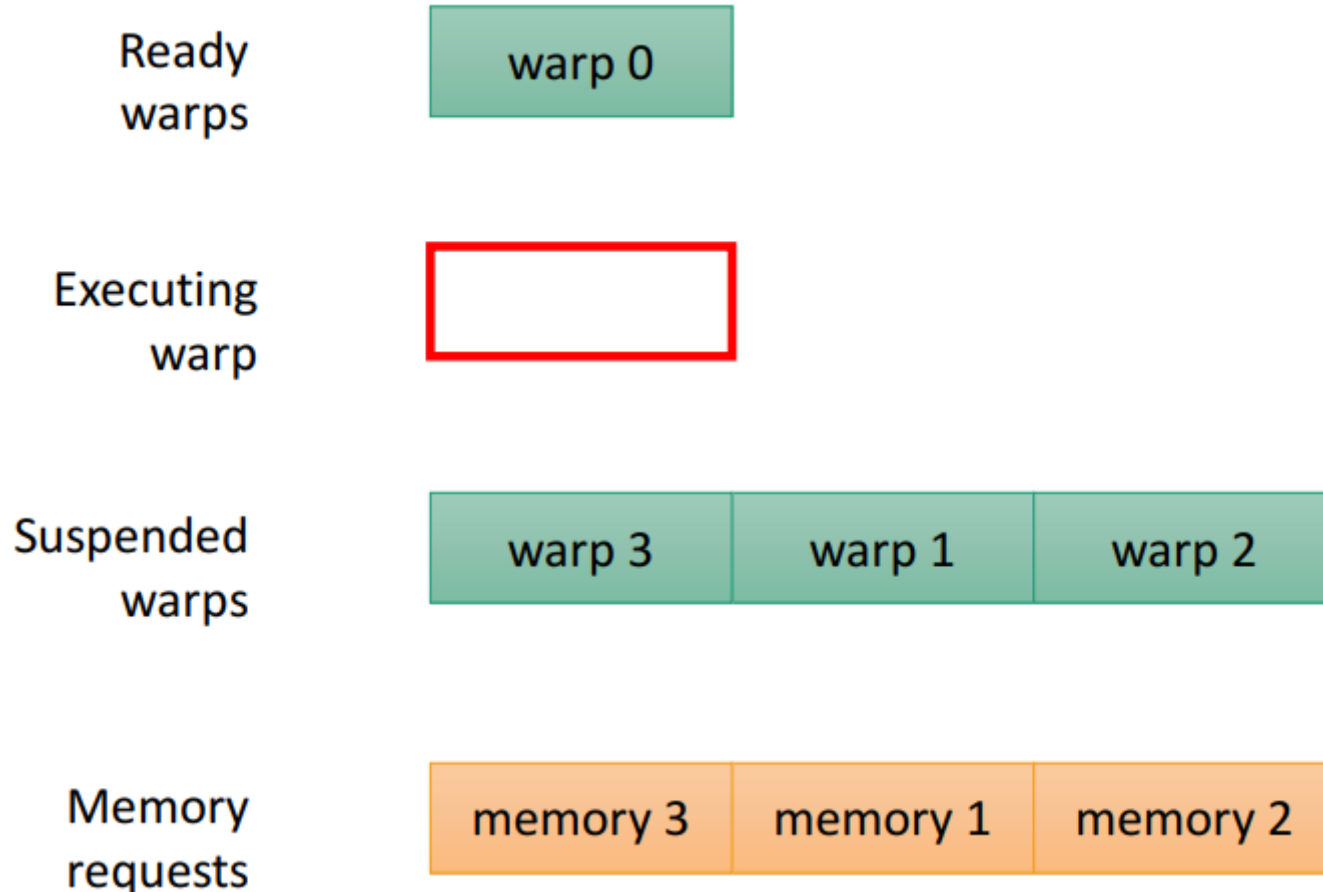 Ready
warps
warp 0
Executing
warp
Suspended
warps
warp 3 warp 1 warp 2
Memory
requests
memory 3 memory 1 memory 2